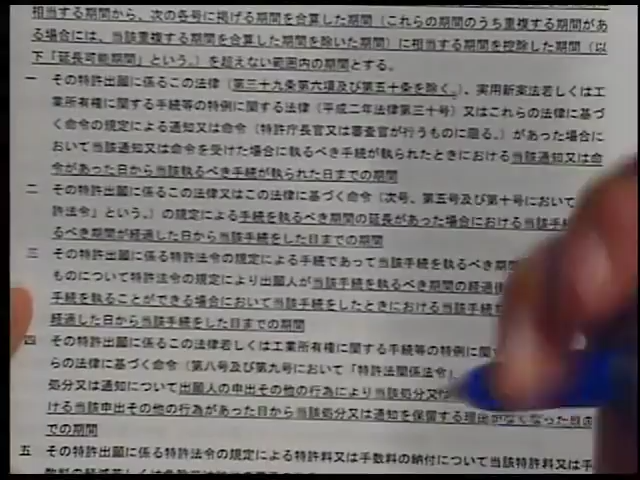 相当する期間から、次の各号に掲げる期間を合算した期間(これらの期間のうち重複する期間があ
る場合には、当該重複する期間を合算した期間を除いた期間)に相当する期間を控除した期間(以
下「延長可能期間」という。)を超えない範囲内の期間とする。
一 その特許出願に係るこの法律(第三十九条第六項及び第五十条を除く。)、実用新案法若しくは工
業所有権に関する手続等の特例に関する法律(平成二年法律第三十号)又はこれらの法律に基づ
く命令の規定による通知又は命令(特許庁長官又は審査官が行うものに限る。)があった場合に
おいて当該通知又は命令を受けた場合に執るべき手続が執られたときにおける当該通知又は命
令があった日から当該執るべき手続が執られた日までの期間
二 その特許出願に係るこの法律又はこの法律に基づく命令(次号、第五号及び第十号において
許法令」という。)の規定による手続を執るべき期間の延長があった場合における当該手続
るべき期間が経過した日から当該手続をした日までの期間
三 その特許出願に係る特許法令の規定による手続であって当該手続を執るべき期間
ものについて特許法令の規定により出願人が当該手続を執るべき期間の経過後
手続を執ることができる場合において当該手続をしたときにおける当該手続
経過した日から当該手続をした日までの期間
四 その特許出願に係るこの法律若しくは工業所有権に関する手続等の特例に関
らの法律に基づく命令(第八号及び第九号において「特許法関係法令」
処分又は通知について出願人の申出その他の行為により当該処分又は
ける当該申出その他の行為があった日から当該処分又は通知を保留する理由がなくなった日
での期間
五 その特許出願に係る特許法令の規定による特許料又は手数料の納付について当該特許料又は手